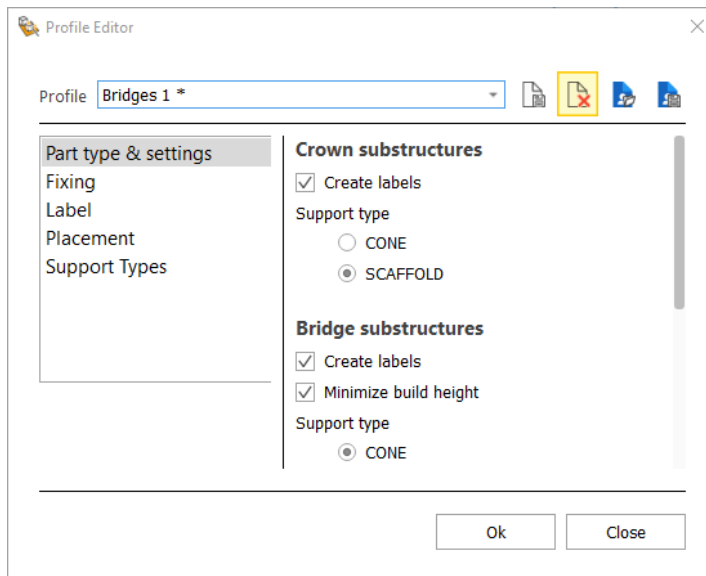 Profile Editor
Profile Bridges 1 *
Part type & settings
Fixing
Label
Placement
Support Types
Crown substructures
Create labels
Support type
CONE
SCAFFOLD
Bridge substructures
Create labels
Minimize build height
Support type
CONE
Ok Close